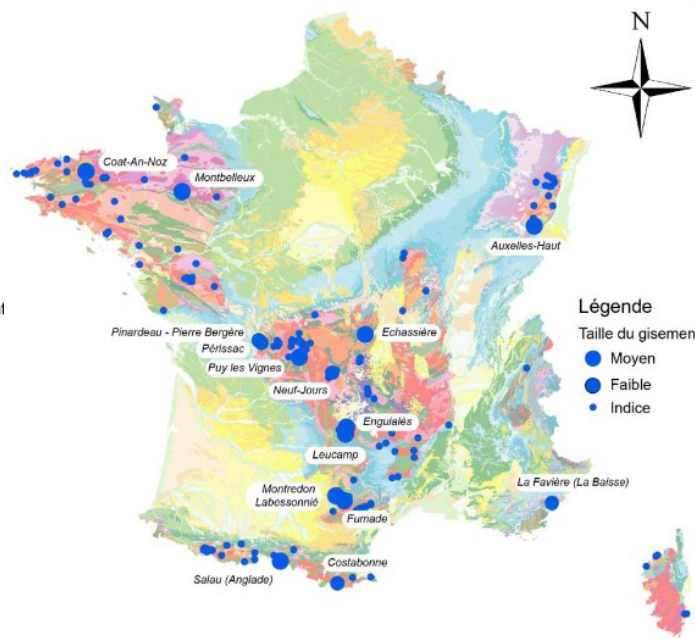 N
Coat-An-Noz
Montbelleux
Auxelles-Haut
Légende
Taille du gisemen
Moyen
Faible
Indice
Pinardeau - Pierre Bergère
Périssac
Puy les Vignes
Neuf-Jours
Echassière
Enguialès
Leucamp
Montredon
Labessonnié
Fumade
La Favière (La Baisse)
Costabonne
Salau (Anglade)